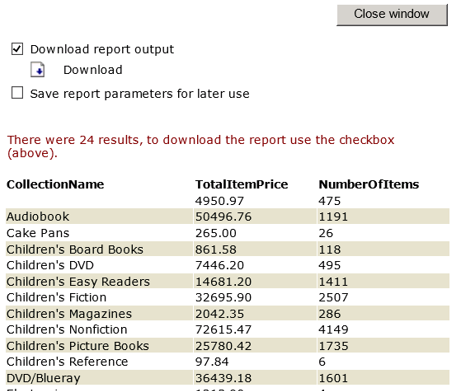 Close window
Download report output
Download
Save report parameters for later use
There were 24 results, to download the report use the checkbox
(above).
CollectionName TotalItemPrice NumberOfItems
4950.97 475
Audiobook 50496.76 1191
Cake Pans 265.00 26
Children's Board Books 861.58 118
Children's DVD 7446.20 495
Children's Easy Readers 14681.20 1411
Children's Fiction 32695.90 2507
Children's Magazines 2042.35 286
Children's Nonfiction 72615.47 4149
Children's Picture Books 25780.42 1735
Children's Reference 97.84 6
DVD/Blueray 36439.18 1601